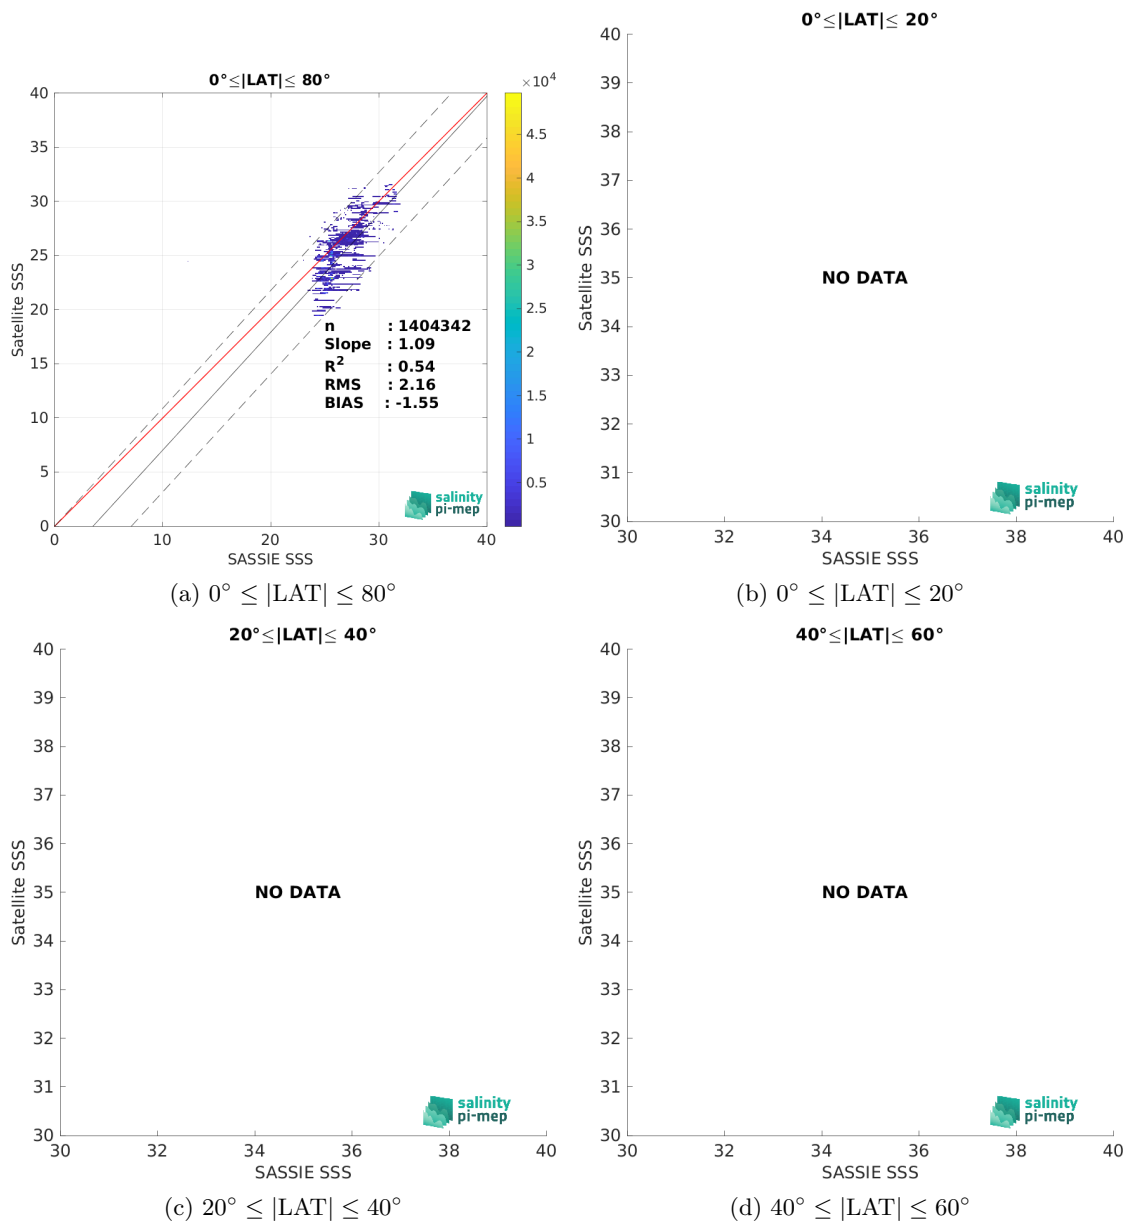 0°≤|LAT|≤ 80°
×10⁴
40
35
30
25
20
15
10
5
0
0
10
20
30
40
4.5
4
3.5
3
2.5
2
1.5
1
0.5
Satellite SSS
SASSIE SSS
n : 1404342
Slope : 1.09
R² : 0.54
RMS : 2.16
BIAS : -1.55
salinity
pi-mep
(a) 0° ≤ |LAT| ≤ 80°
0°≤|LAT|≤ 20°
40
39
38
37
36
35
34
33
32
31
30
30
32
34
36
38
40
Satellite SSS
SASSIE SSS
NO DATA
salinity
pi-mep
(b) 0° ≤ |LAT| ≤ 20°
20°≤|LAT|≤ 40°
40
39
38
37
36
35
34
33
32
31
30
30
32
34
36
38
40
Satellite SSS
SASSIE SSS
NO DATA
salinity
pi-mep
(c) 20° ≤ |LAT| ≤ 40°
40°≤|LAT|≤ 60°
40
39
38
37
36
35
34
33
32
31
30
30
32
34
36
38
40
Satellite SSS
SASSIE SSS
NO DATA
salinity
pi-mep
(d) 40° ≤ |LAT| ≤ 60°